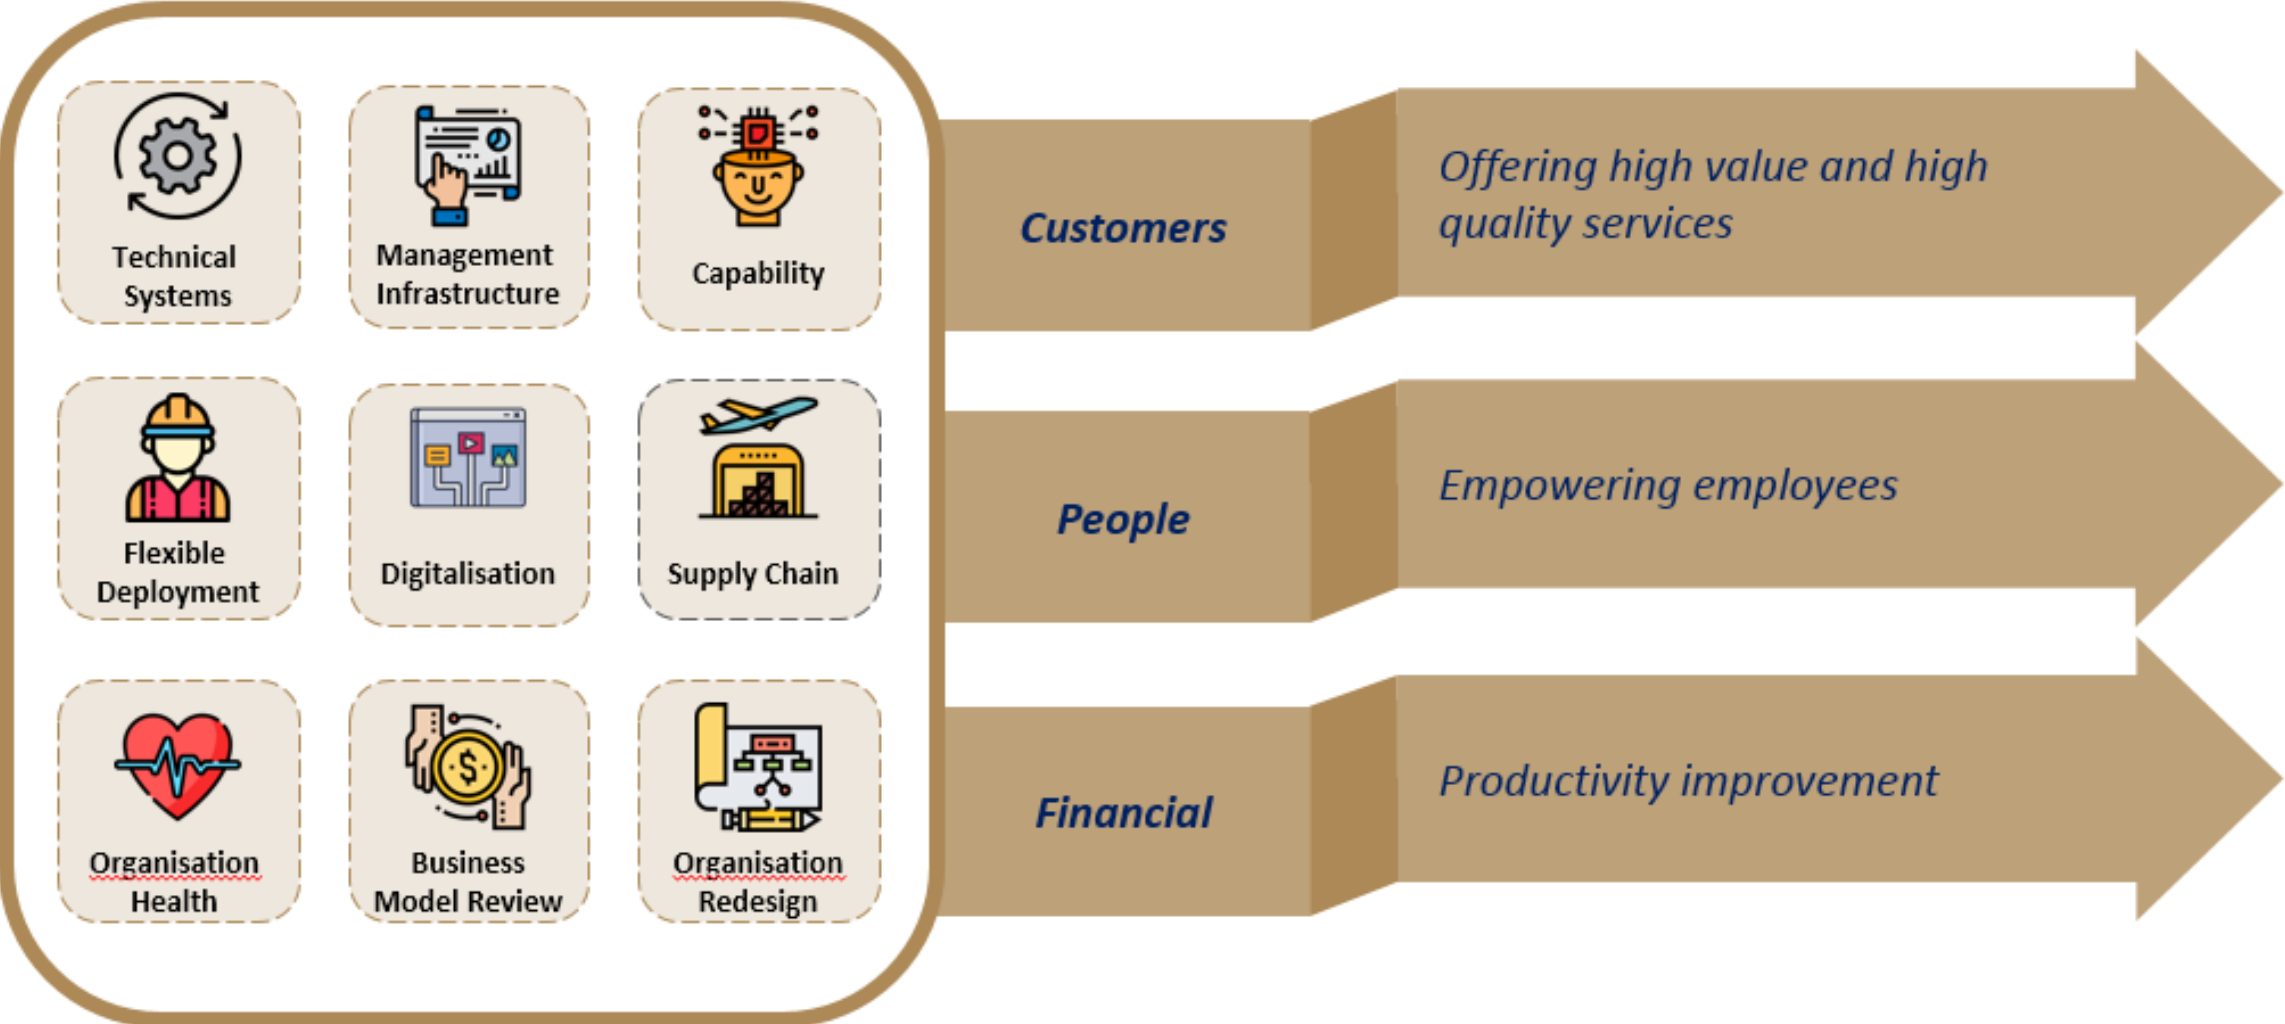 Technical
Systems
Management
Infrastructure
Capability
Flexible
Deployment
Digitalisation
Supply Chain
Organisation
Health
Business
Model Review
Organisation
Redesign
Customers
Offering high value and high
quality services
People
Empowering employees
Financial
Productivity improvement